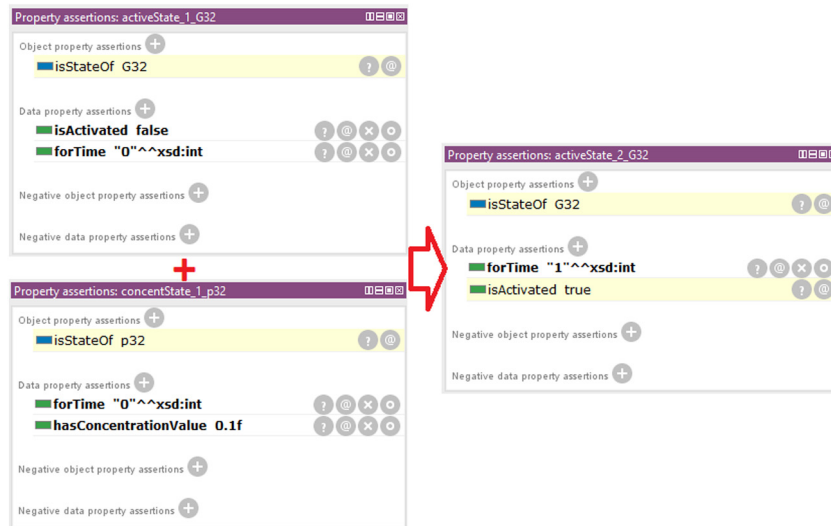 Property assertions: activeState_1_G32
Object property assertions
isStateOf G32
Data property assertions
isActivated false
forTime "0"^^xsd:int
Negative object property assertions
Negative data property assertions
+
Property assertions: concentState_1_p32
Object property assertions
isStateOf p32
Data property assertions
forTime "0"^^xsd:int
hasConcentrationValue 0.1f
Negative object property assertions
Negative data property assertions
Property assertions: activeState_2_G32
Object property assertions
isStateOf G32
Data property assertions
forTime "1"^^xsd:int
isActivated true
Negative object property assertions
Negative data property assertions